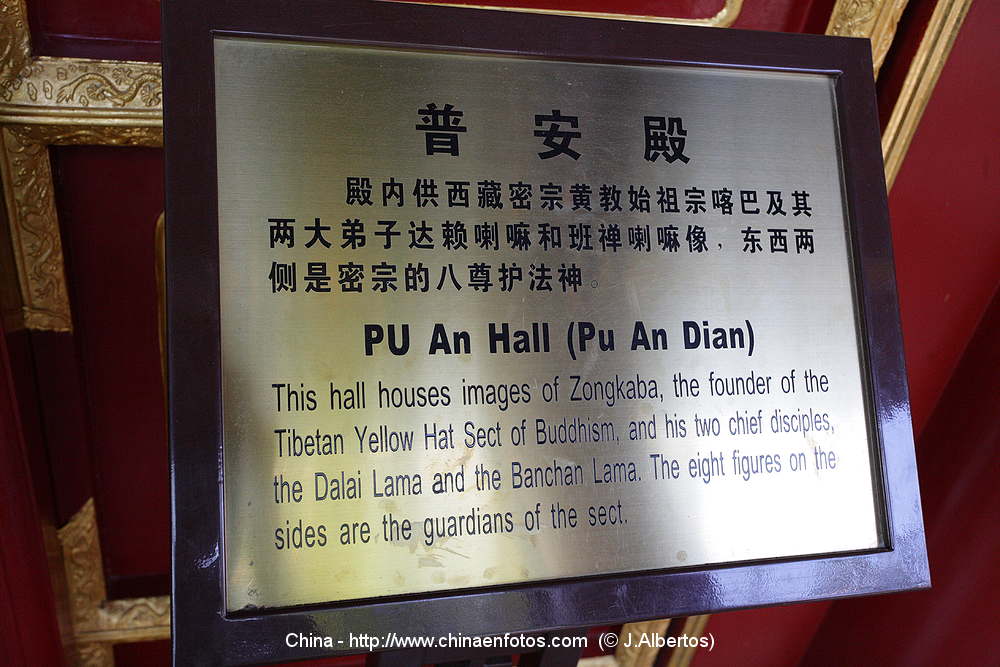 普安殿
殿内供西藏密宗黄教始祖宗喀巴及其
两大弟子达赖喇嘛和班禅喇嘛像，东西两
侧是密宗的八尊护法神。
PU An Hall (Pu An Dian)
This hall houses images of Zongkaba, the founder of the
Tibetan Yellow Hat Sect of Buddhism, and his two chief disciples,
the Dalai Lama and the Banchan Lama. The eight figures on the
sides are the guardians of the sect.
China - http://www.chinaenfotos.com (© J.Albertos)